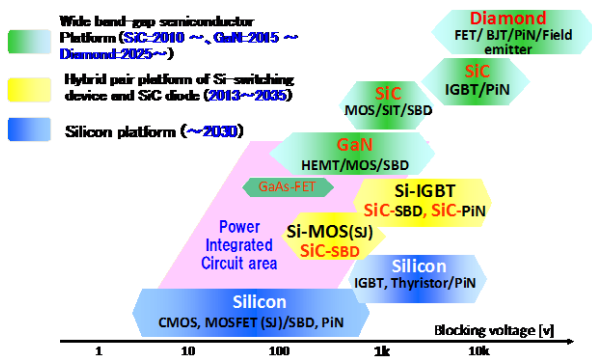 Wide band-gap semiconductor
Platform (SiC=2010 ～、GaN=2015 ～
Diamond=2025～)
Hybrid pair platform of Si-switching
device and SiC diode (2013～2035)
Silicon platform (～2030)
Diamond
FET/ BJT/PiN/Field
emitter
SiC
IGBT/PiN
SiC
MOS/SIT/SBD
GaN
HEMT/MOS/SBD
GaAs-FET
Si-IGBT
SiC-SBD, SiC-PiN
Power
Integrated
Circuit area
Si-MOS(SJ)
SiC-SBD
Silicon
IGBT, Thyristor/PiN
Silicon
CMOS, MOSFET (SJ)/SBD, PiN
Blocking voltage [v]
1 10 100 1k 10k